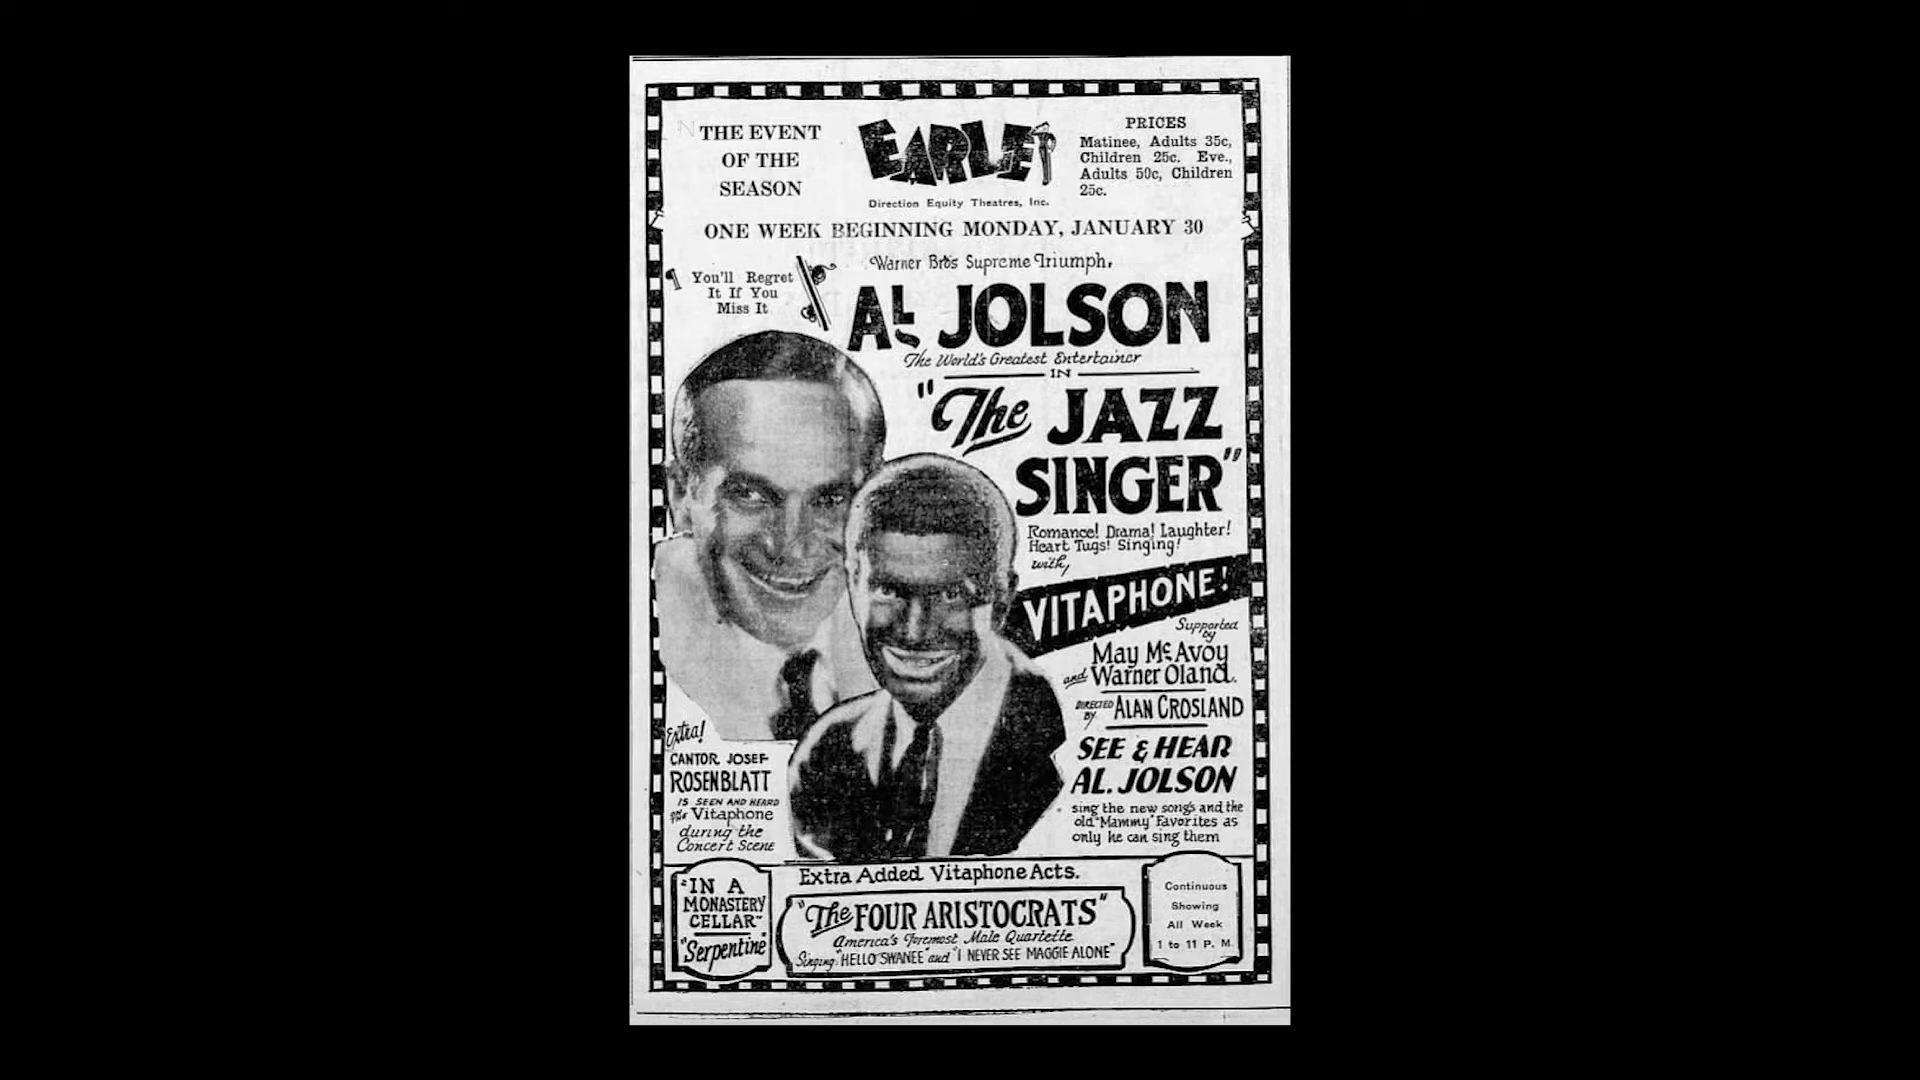 THE EVENT
OF THE
SEASON
EARLE
Direction Equity Theatres, Inc.
PRICES
Matinee, Adults 35c,
Children 25c. Eve.,
Adults 50c, Children
25c.
ONE WEEK BEGINNING MONDAY, JANUARY 30
You'll Regret
It If You
Miss It
Warner Bros Supreme Triumph,
AL JOLSON
The World's Greatest Entertainer
IN
"The JAZZ
SINGER"
Romance! Drama! Laughter!
Heart Tugs! Singing!
with,
VITAPHONE!
Supported
by
May McAvoy
and Warner Oland.
DIRECTED
BY ALAN CROSLAND
SEE & HEAR
AL. JOLSON
sing the new songs and the
old "Mammy" Favorites as
only he can sing them
Extra!
CANTOR JOSEF
ROSENBLATT
IS SEEN AND HEARD
Vitaphone
during the
Concert Scene
"IN A
MONASTERY
CELLAR"
"Serpentine"
Extra Added Vitaphone Acts.
"The FOUR ARISTOCRATS"
America's Foremost Male Quartette
Singing "HELLO SWANEE" and "I NEVER SEE MAGGIE ALONE"
Continuous
Showing
All Week
1 to 11 P. M.